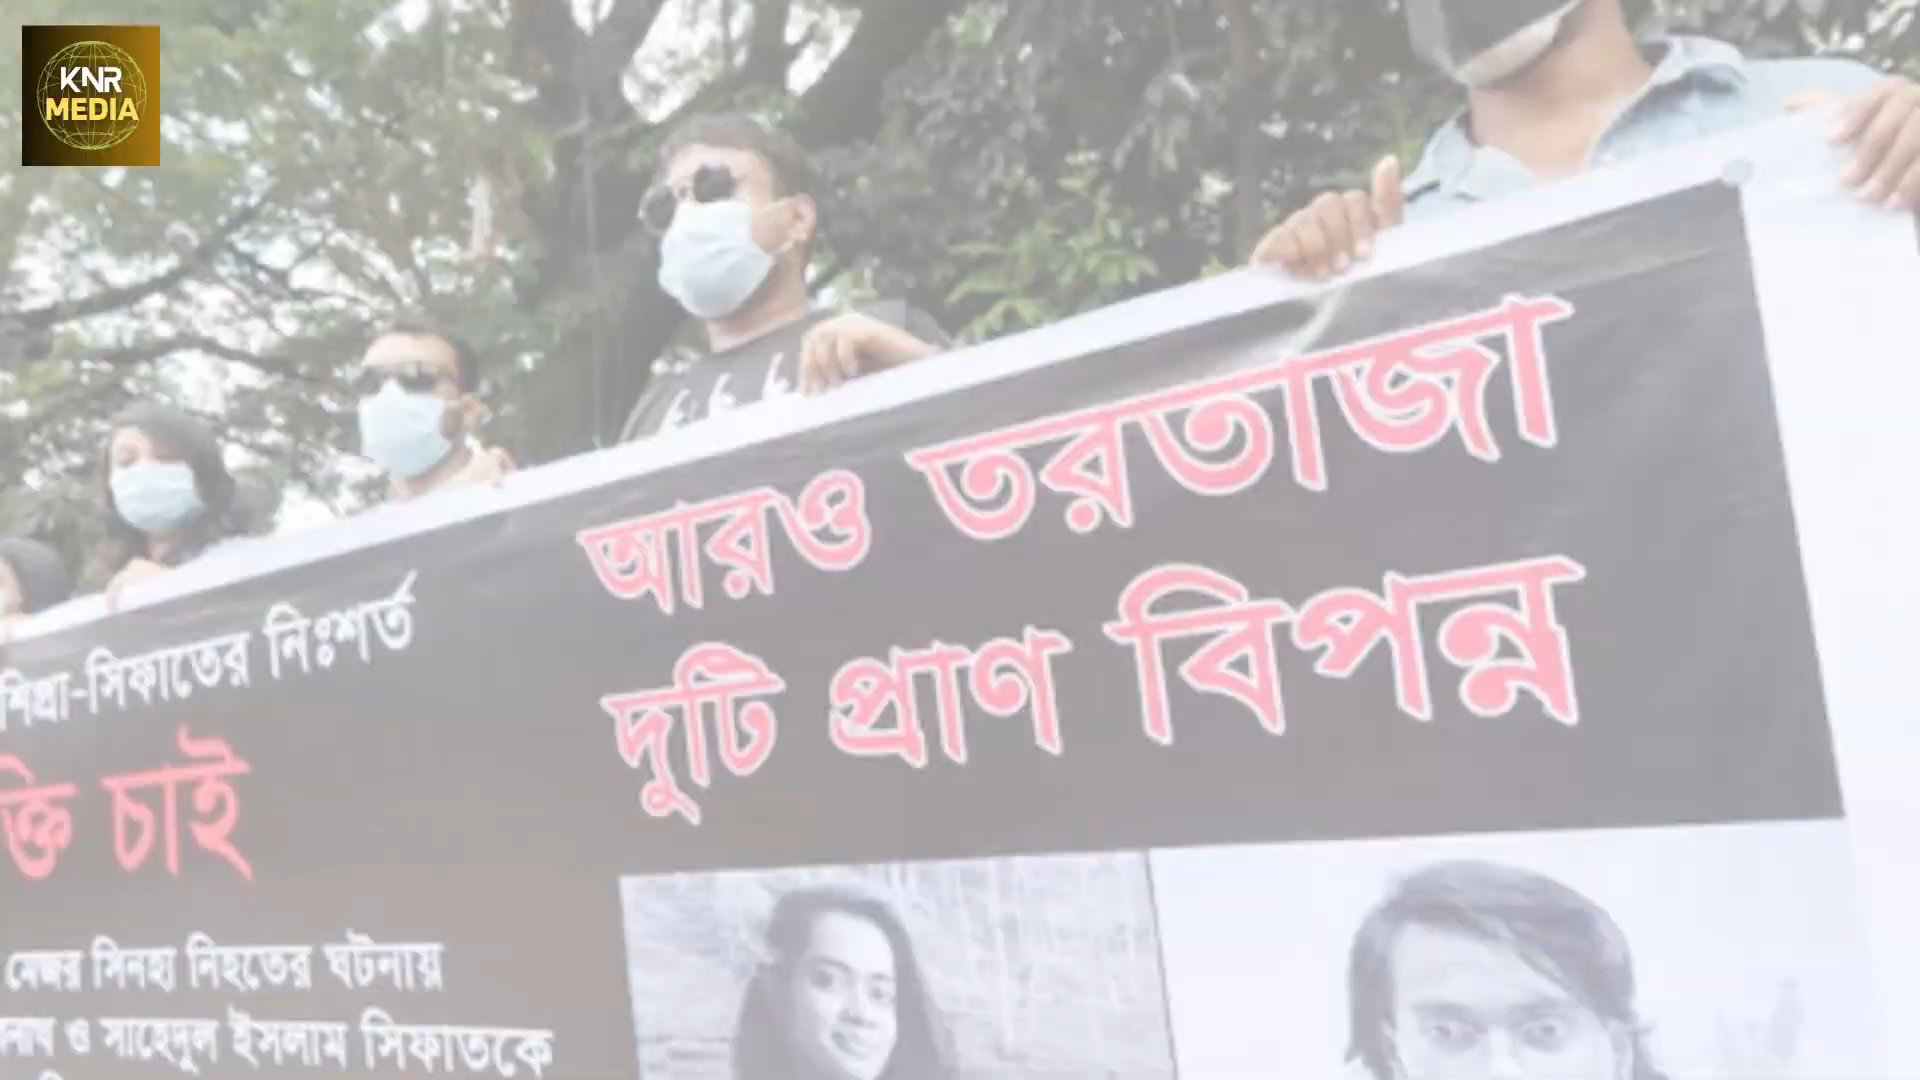 KNR
MEDIA
আরও তরতাজা
দুটি প্রাণ বিপন্ন
শিপ্রা-সিফাতের নিঃশর্ত
চাই
মেজর সিনহা নিহতের ঘটনায়
ও সাহেদুল ইসলাম সিফাতকে